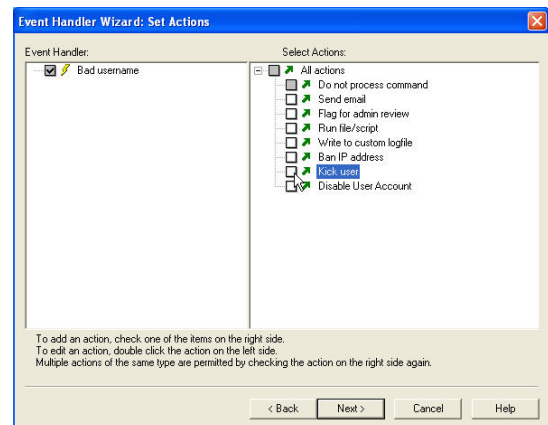 Event Handler Wizard: Set Actions
Event Handler:
Select Actions:
Bad username
All actions
Do not process command
Send email
Flag for admin review
Run file/script
Write to custom logfile
Ban IP address
Kick user
Disable User Account
To add an action, check one of the items on the right side.
To edit an action, double click the action on the left side.
Multiple actions of the same type are permitted by checking the action on the right side again.
< Back Next > Cancel Help